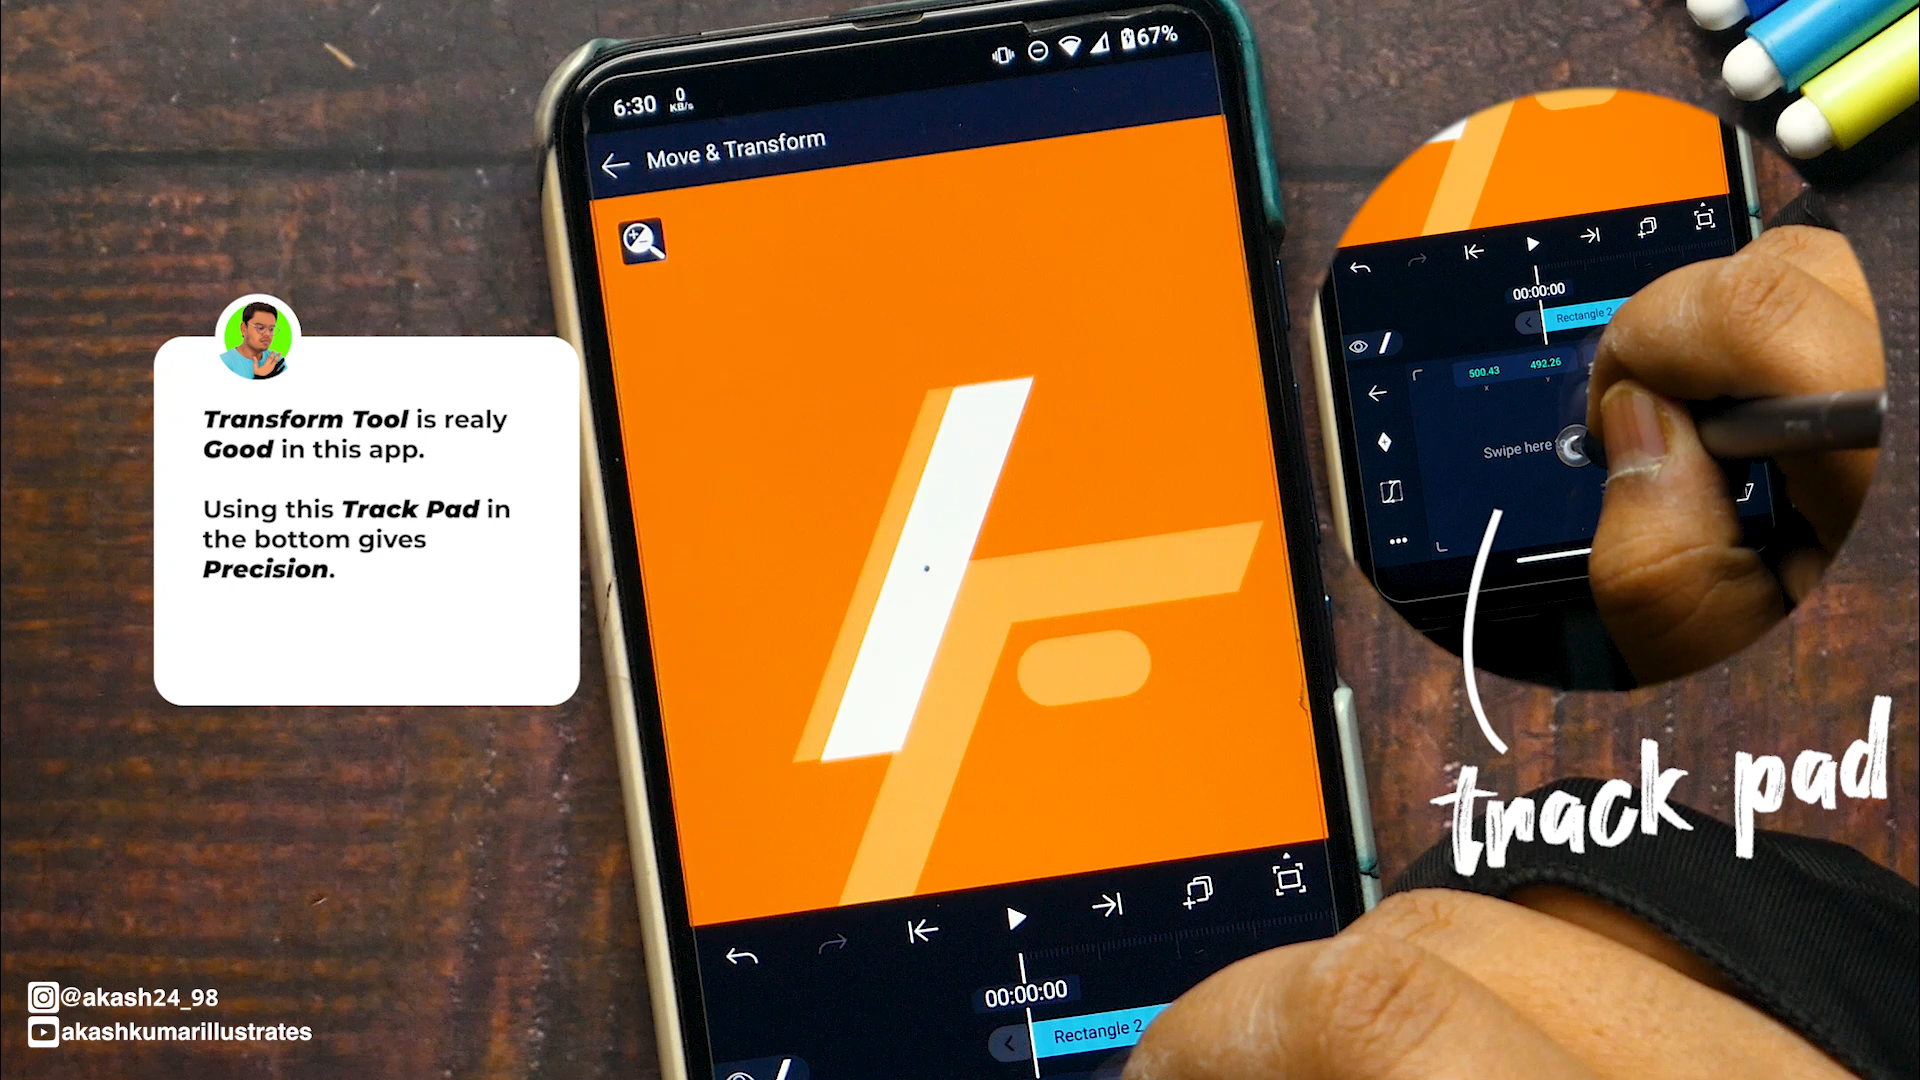 6:30
0
KB/s
67%
Move & Transform
Transform Tool is realy
Good in this app.
Using this Track Pad in
the bottom gives
Precision.
00:00:00
Rectangle 2
500.43
492.26
X
Y
Swipe here
track pad
00:00:00
Rectangle 2
@akash24_98
akashkumarillustrates